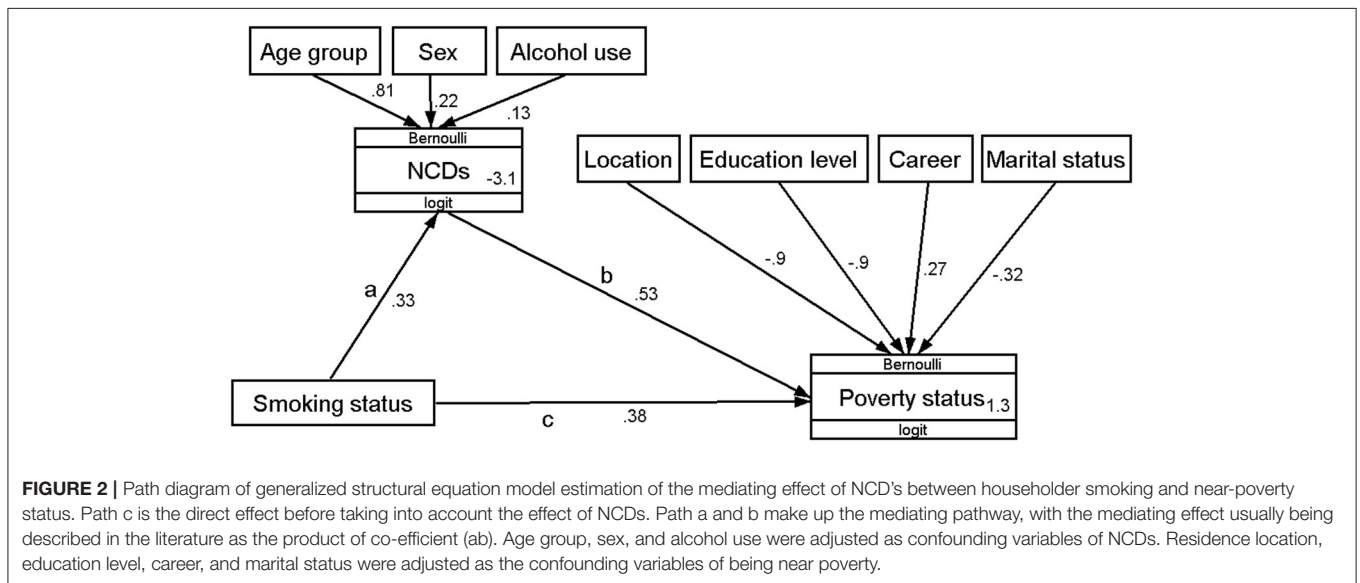 Age group Sex Alcohol use
.81 .22 .13
Bernoulli
NCDs -3.1
logit
Location Education level Career Marital status
-.9 -.9 .27 -.32
a .33
b .53
Bernoulli
Poverty status 1.3
logit
Smoking status
c .38
FIGURE 2 | Path diagram of generalized structural equation model estimation of the mediating effect of NCD's between householder smoking and near-poverty
status. Path c is the direct effect before taking into account the effect of NCDs. Path a and b make up the mediating pathway, with the mediating effect usually being
described in the literature as the product of co-efficient (ab). Age group, sex, and alcohol use were adjusted as confounding variables of NCDs. Residence location,
education level, career, and marital status were adjusted as the confounding variables of being near poverty.